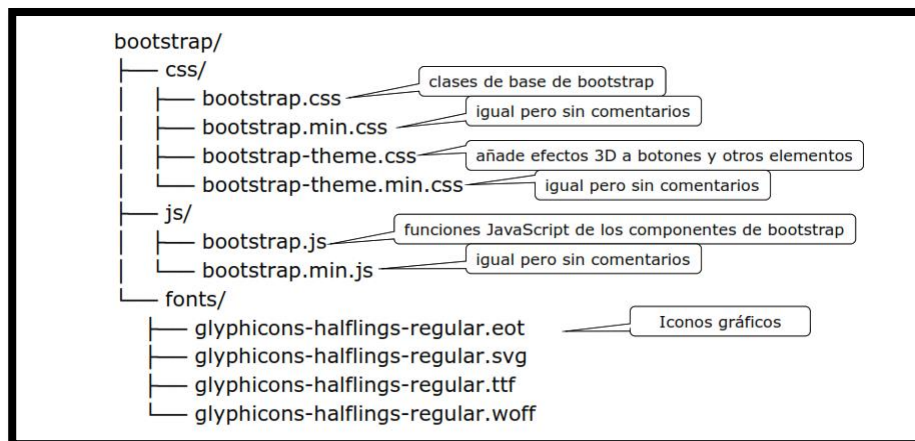 bootstrap/
├── css/
│   ├── bootstrap.css
clases de base de bootstrap
│   ├── bootstrap.min.css
igual pero sin comentarios
│   ├── bootstrap-theme.css
añade efectos 3D a botones y otros elementos
│   └── bootstrap-theme.min.css
igual pero sin comentarios
├── js/
│   ├── bootstrap.js
funciones JavaScript de los componentes de bootstrap
│   └── bootstrap.min.js
igual pero sin comentarios
└── fonts/
├── glyphicons-halflings-regular.eot
Iconos gráficos
├── glyphicons-halflings-regular.svg
├── glyphicons-halflings-regular.ttf
└── glyphicons-halflings-regular.woff